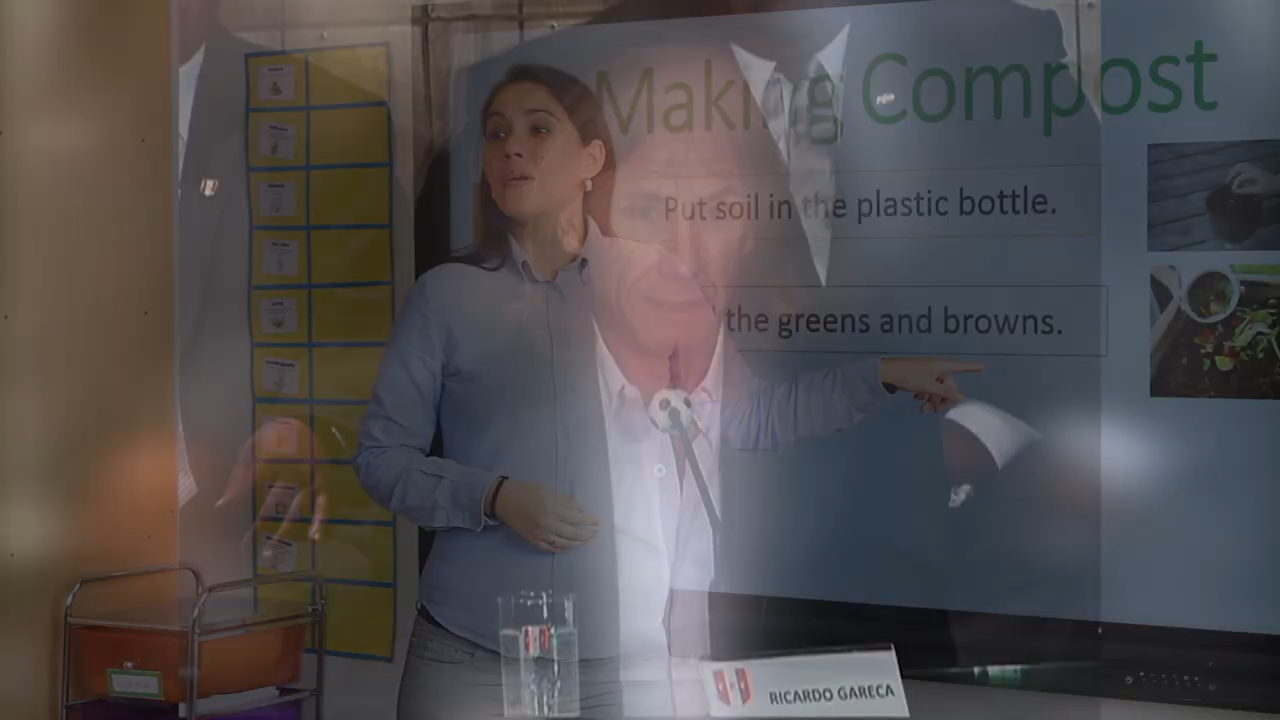 Making Compost
Put soil in the plastic bottle.
the greens and browns.
RICARDO GARECA